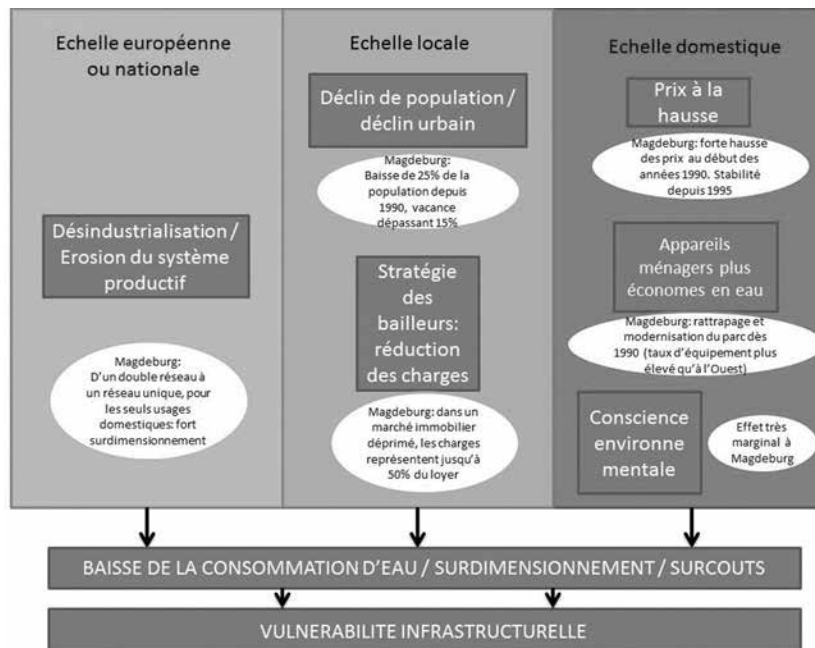 Echelle européenne
ou nationale
Désindustrialisation /
Erosion du système
productif
Magdeburg:
D'un double réseau à
un réseau unique, pour
les seuls usages
domestiques: fort
surdimensionnement
Echelle locale
Déclin de population /
déclin urbain
Magdeburg:
Baisse de 25% de la
population depuis
1990, vacance
dépassant 15%
Stratégie
des
bailleurs:
réduction
des charges
Magdeburg: dans un
marché immobilier
déprimé, les charges
représentent jusqu'à
50% du loyer
Echelle domestique
Prix à la
hausse
Magdeburg: forte hausse
des prix au début des
années 1990. Stabilité
depuis 1995
Appareils
ménagers plus
économes en eau
Magdeburg: rattrapage et
modernisation du parc dès
1990 (taux d'équipement plus
élevé qu'à l'Ouest)
Conscience
environne
mentale
Effet très
marginal à
Magdeburg
BAISSE DE LA CONSOMMATION D'EAU / SURDIMENSIONNEMENT / SURCOUTS
VULNERABILITE INFRASTRUCTURELLE